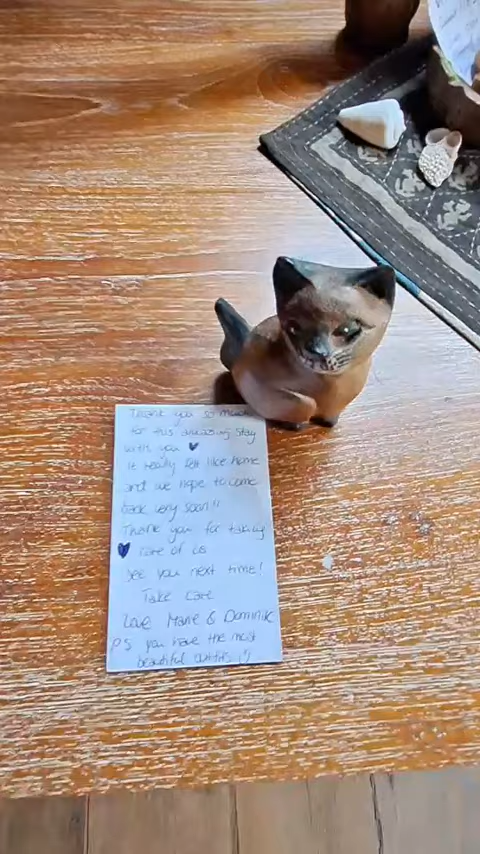 Thank you so much
for this amazing stay
with you ♥
it really felt like home
and we hope to come
back very soon!!
Thank you for taking
♥ care of us
see you next time!
Take care
Love Marie & Dominik
PS you have the most
beautiful outfits :')